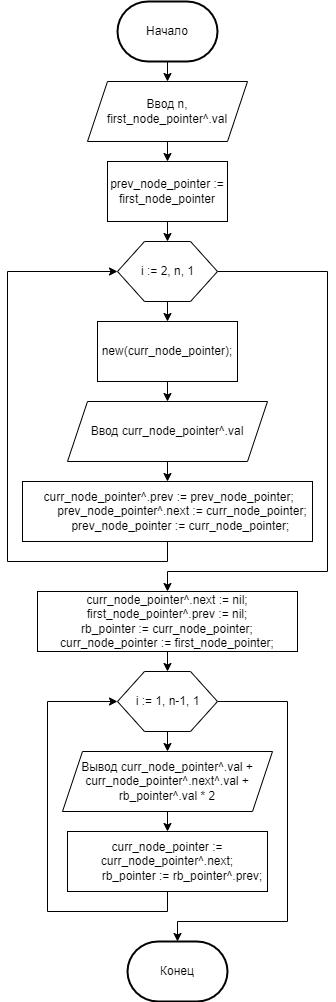 Начало
Ввод n,
first_node_pointer^.val
prev_node_pointer :=
first_node_pointer
i := 2, n, 1
new(curr_node_pointer);
Ввод curr_node_pointer^.val
curr_node_pointer^.prev := prev_node_pointer;
prev_node_pointer^.next := curr_node_pointer;
prev_node_pointer := curr_node_pointer;
curr_node_pointer^.next := nil;
first_node_pointer^.prev := nil;
rb_pointer := curr_node_pointer;
curr_node_pointer := first_node_pointer;
i := 1, n-1, 1
Вывод curr_node_pointer^.val +
curr_node_pointer^.next^.val +
rb_pointer^.val * 2
curr_node_pointer :=
curr_node_pointer^.next;
rb_pointer := rb_pointer^.prev;
Конец